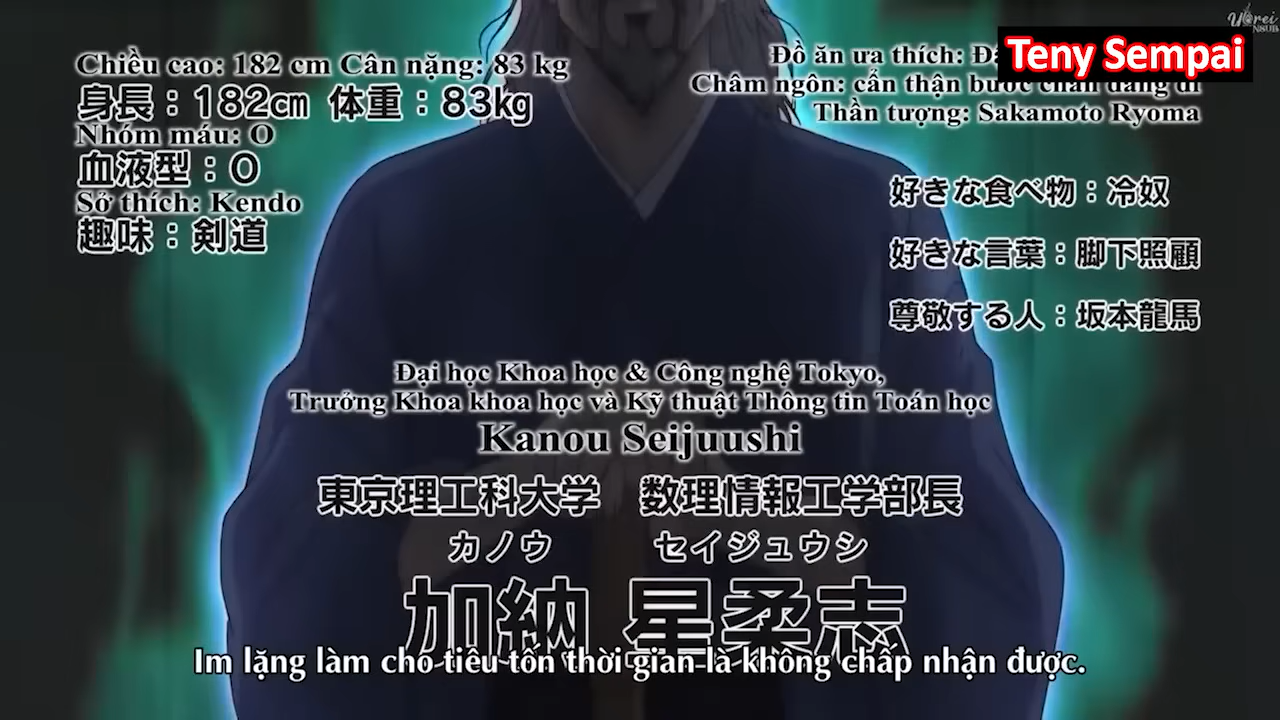 Yūrei
NSUB
Teny Sempai
Chiều cao: 182 cm Cân nặng: 83 kg
身長：182㎝ 体重：83kg
Nhóm máu: O
血液型：O
Sở thích: Kendo
趣味：剣道
Đồ ăn ưa thích:
Châm ngôn: cẩn thận bước chân đang đi
Thần tượng: Sakamoto Ryoma
好きな食べ物：冷奴
好きな言葉：脚下照顧
尊敬する人：坂本龍馬
Đại học Khoa học & Công nghệ Tokyo,
Trưởng Khoa khoa học và Kỹ thuật Thông tin Toán học
Kanou Seijuushi
東京理工科大学 数理情報工学部長
カノウ セイジュウシ
加納 星柔志
Im lặng làm cho tiêu tốn thời gian là không chấp nhận được.